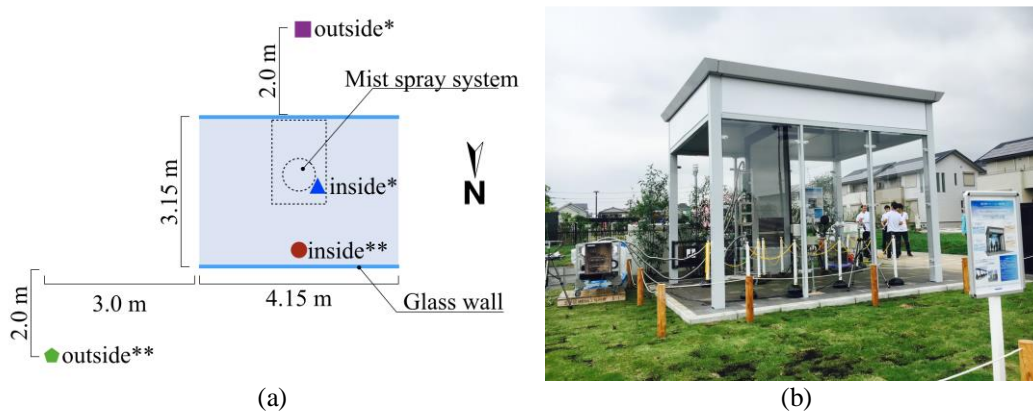 outside*
2.0 m
Mist spray system
3.15 m
inside*
N
inside**
3.0 m
4.15 m
Glass wall
2.0 m
outside**
(a)
(b)